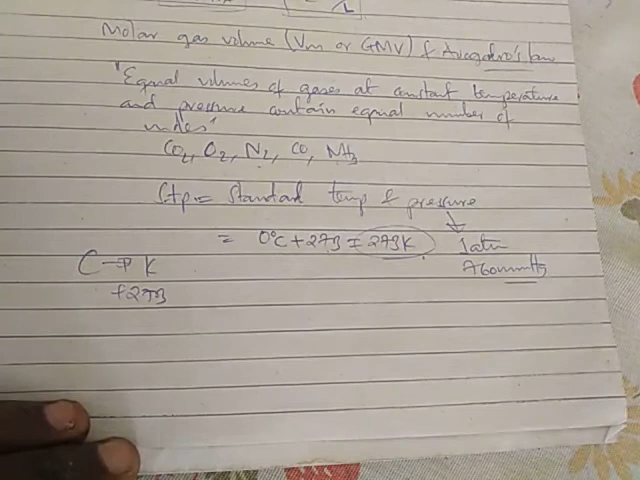 Molar gas volume (Vm or GMV) & Avogadro's law
"Equal volumes of gases at constant temperature
and pressure contain equal number of
moles"
CO2, O2, N2, CO, NH3
Stp = Standard temp & pressure
= 0°C + 273 = 273K. 1atm
C → K 760mmHg
+273